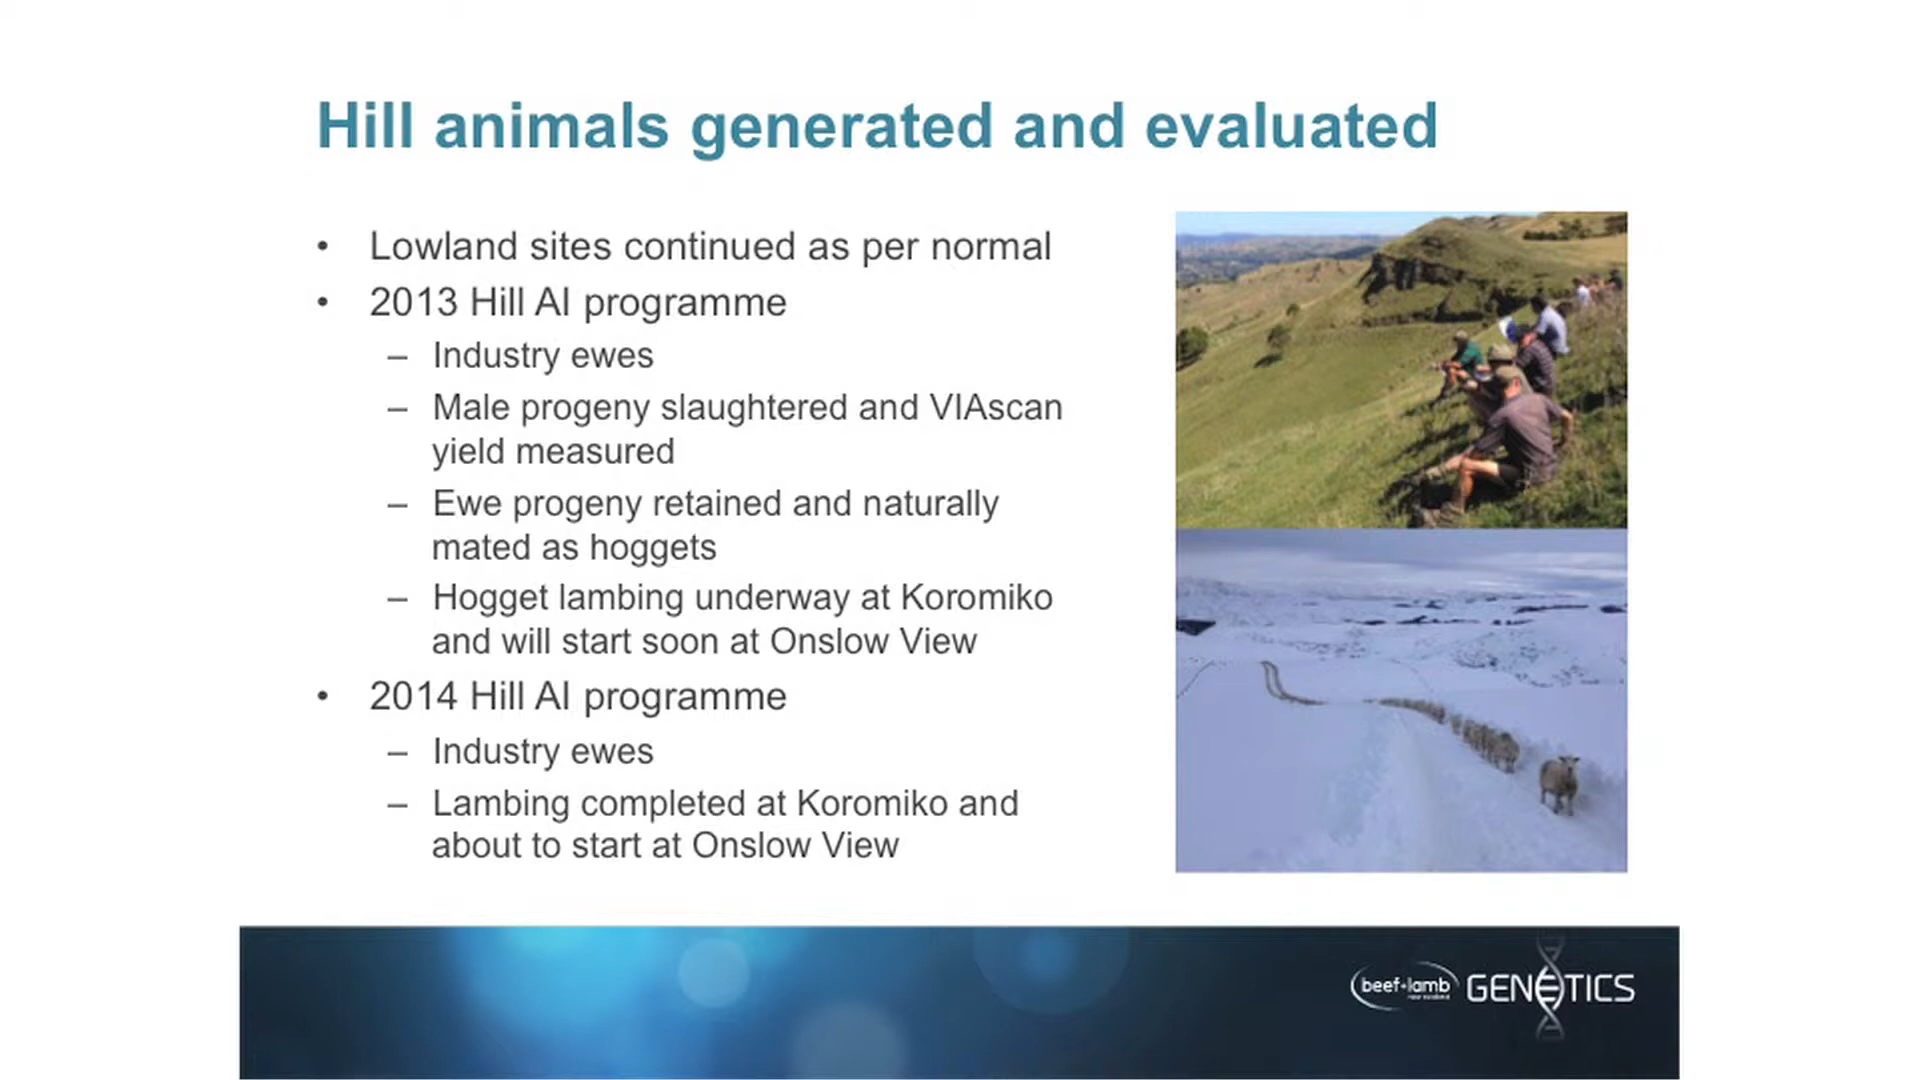 Hill animals generated and evaluated
• Lowland sites continued as per normal
• 2013 Hill AI programme
– Industry ewes
– Male progeny slaughtered and VIAscan
yield measured
– Ewe progeny retained and naturally
mated as hoggets
– Hogget lambing underway at Koromiko
and will start soon at Onslow View
• 2014 Hill AI programme
– Industry ewes
– Lambing completed at Koromiko and
about to start at Onslow View
beef+lamb
new zealand
GENETICS